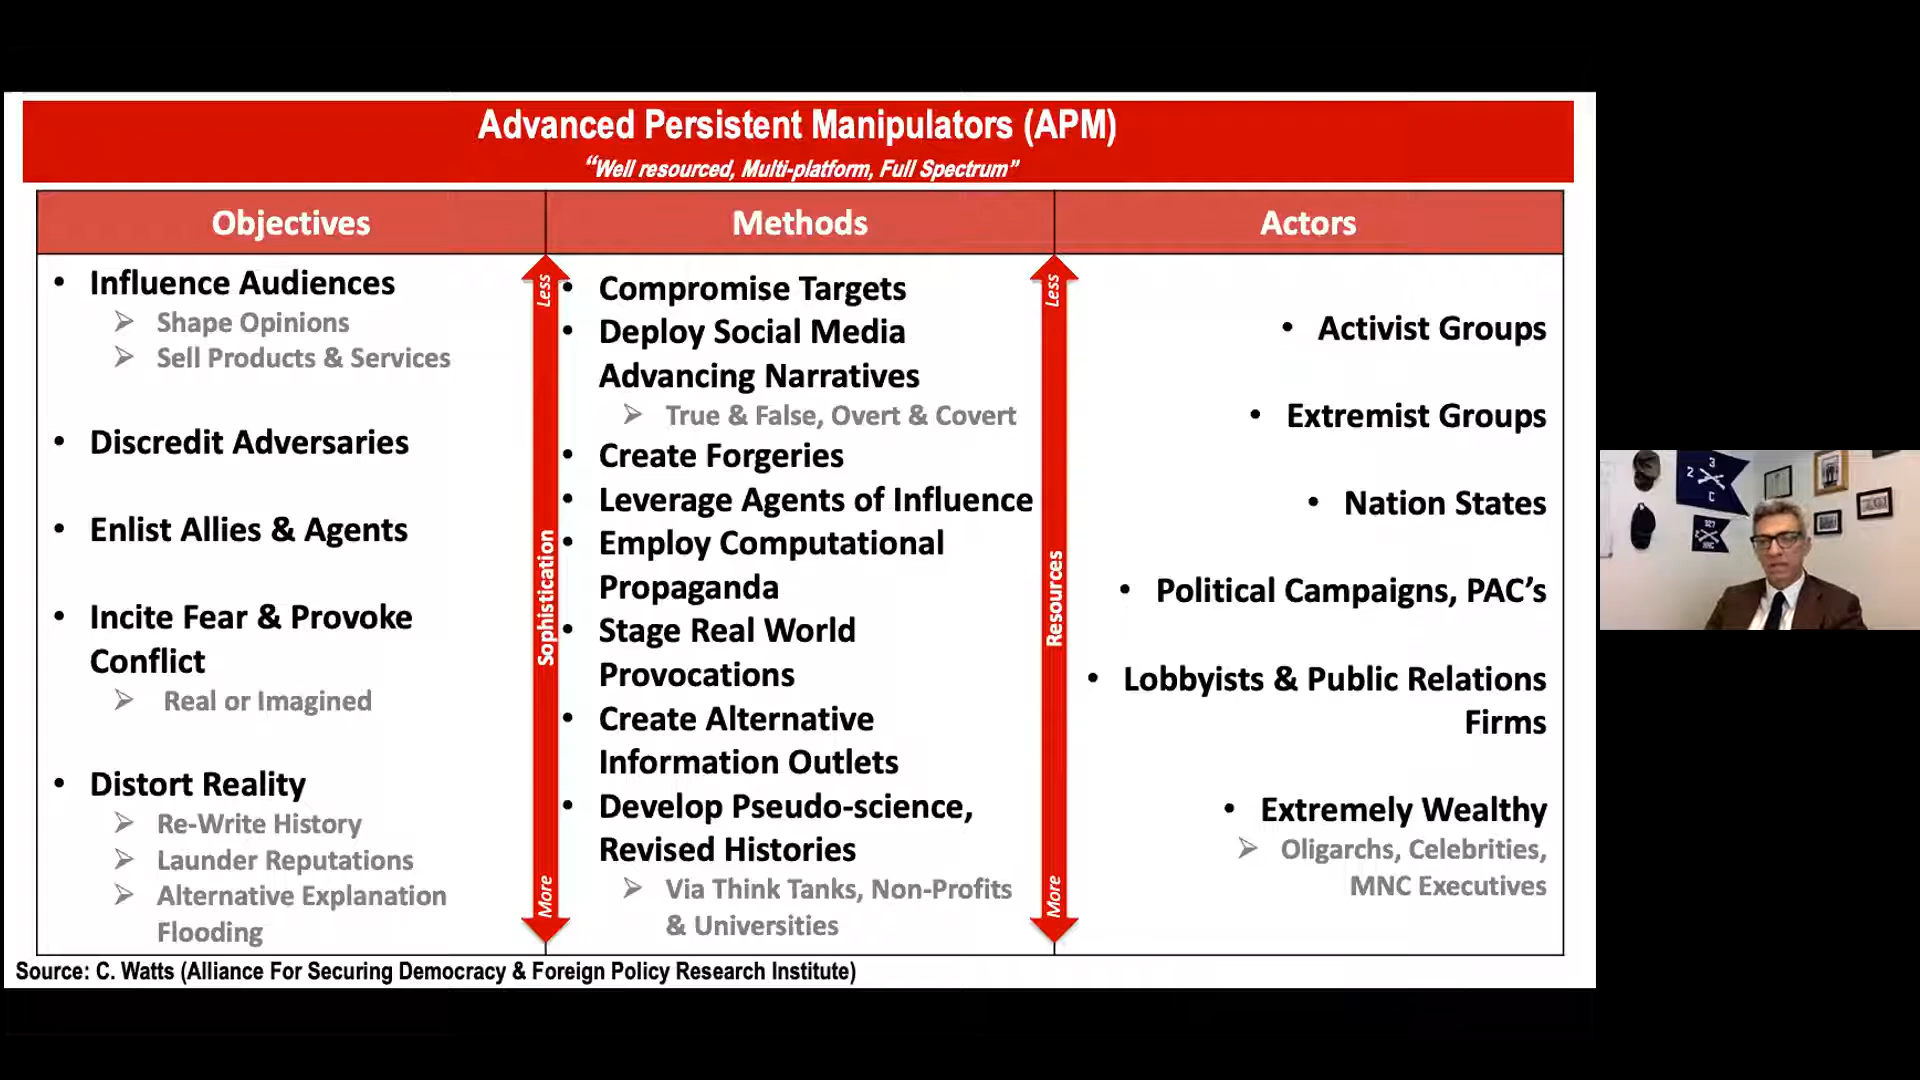 Advanced Persistent Manipulators (APM)
“Well resourced, Multi-platform, Full Spectrum”
Objectives
Methods
Actors
• Influence Audiences
➢ Shape Opinions
➢ Sell Products & Services
• Discredit Adversaries
• Enlist Allies & Agents
• Incite Fear & Provoke
Conflict
➢ Real or Imagined
• Distort Reality
➢ Re-Write History
➢ Launder Reputations
➢ Alternative Explanation
Flooding
Less
Sophistication
More
• Compromise Targets
• Deploy Social Media
Advancing Narratives
➢ True & False, Overt & Covert
• Create Forgeries
• Leverage Agents of Influence
• Employ Computational
Propaganda
• Stage Real World
Provocations
• Create Alternative
Information Outlets
• Develop Pseudo-science,
Revised Histories
➢ Via Think Tanks, Non-Profits
& Universities
Less
Resources
More
• Activist Groups
• Extremist Groups
• Nation States
• Political Campaigns, PAC’s
• Lobbyists & Public Relations
Firms
• Extremely Wealthy
➢ Oligarchs, Celebrities,
MNC Executives
Source: C. Watts (Alliance For Securing Democracy & Foreign Policy Research Institute)
3
2
C
327